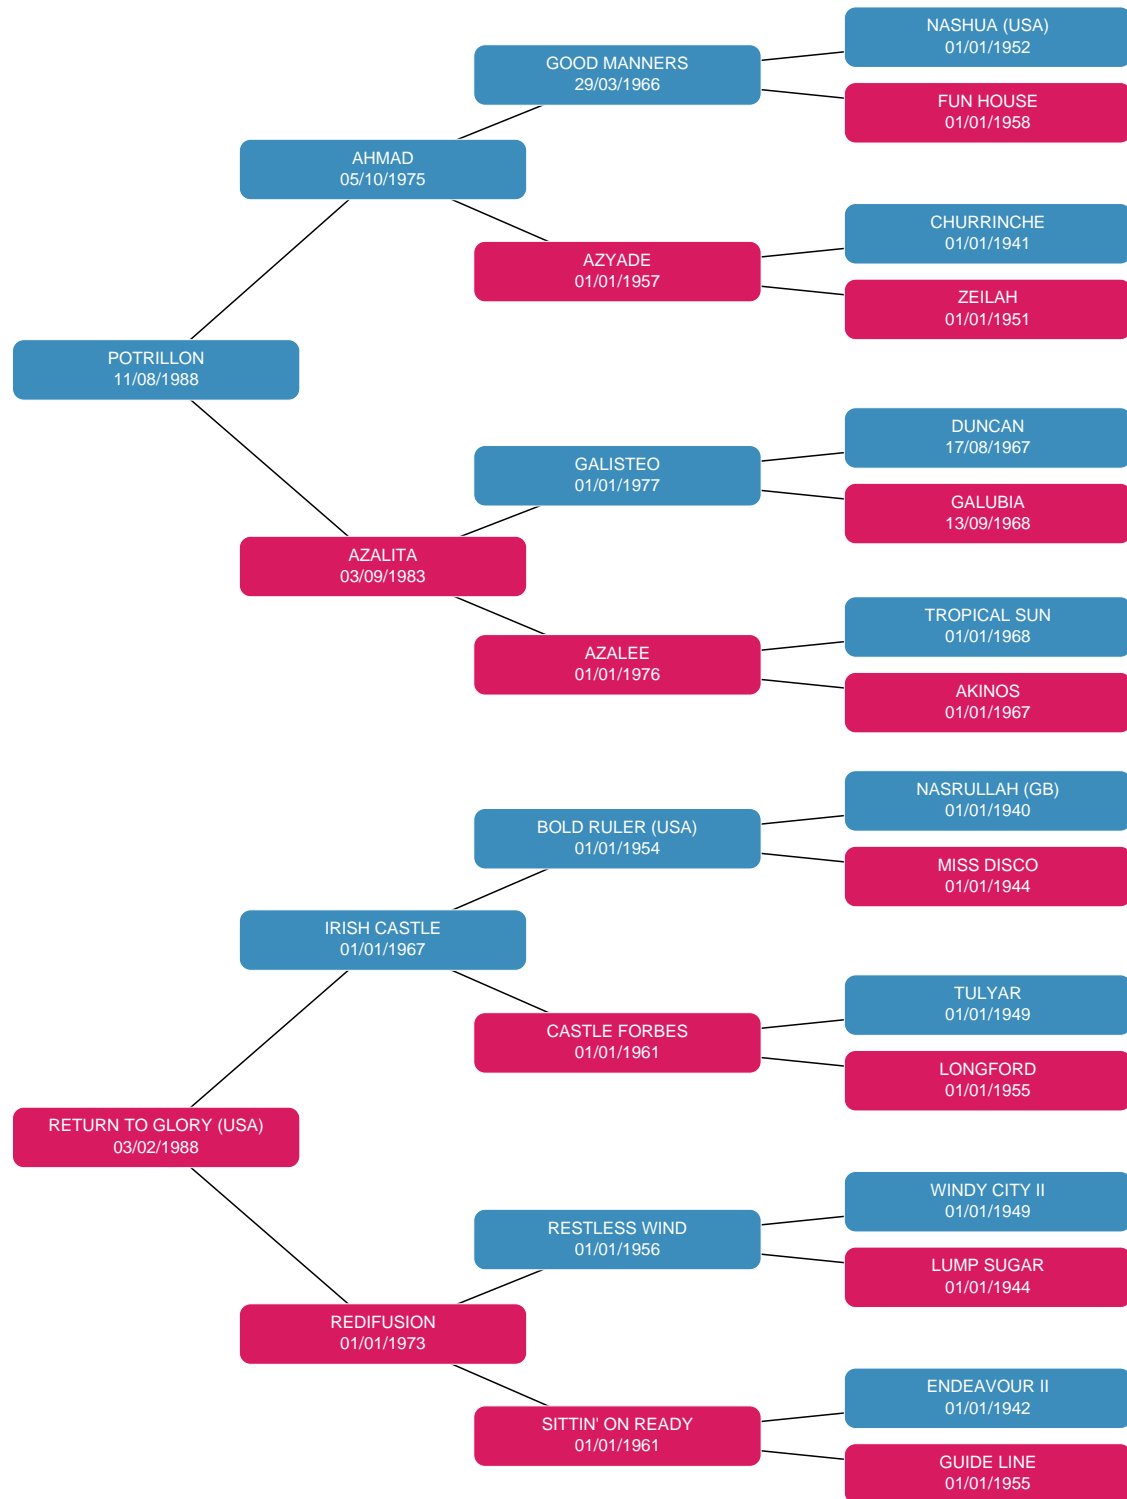 NASHUA (USA)
01/01/1952
GOOD MANNERS
29/03/1966
FUN HOUSE
01/01/1958
AHMAD
05/10/1975
CHURRINCHE
01/01/1941
AZYADE
01/01/1957
ZEILAH
01/01/1951
POTRILLON
11/08/1988
DUNCAN
17/08/1967
GALISTEO
01/01/1977
GALUBIA
13/09/1968
AZALITA
03/09/1983
TROPICAL SUN
01/01/1968
AZALEE
01/01/1976
AKINOS
01/01/1967
NASRULLAH (GB)
01/01/1940
BOLD RULER (USA)
01/01/1954
MISS DISCO
01/01/1944
IRISH CASTLE
01/01/1967
TULYAR
01/01/1949
CASTLE FORBES
01/01/1961
LONGFORD
01/01/1955
RETURN TO GLORY (USA)
03/02/1988
WINDY CITY II
01/01/1949
RESTLESS WIND
01/01/1956
LUMP SUGAR
01/01/1944
REDIFUSION
01/01/1973
ENDEAVOUR II
01/01/1942
SITTIN' ON READY
01/01/1961
GUIDE LINE
01/01/1955